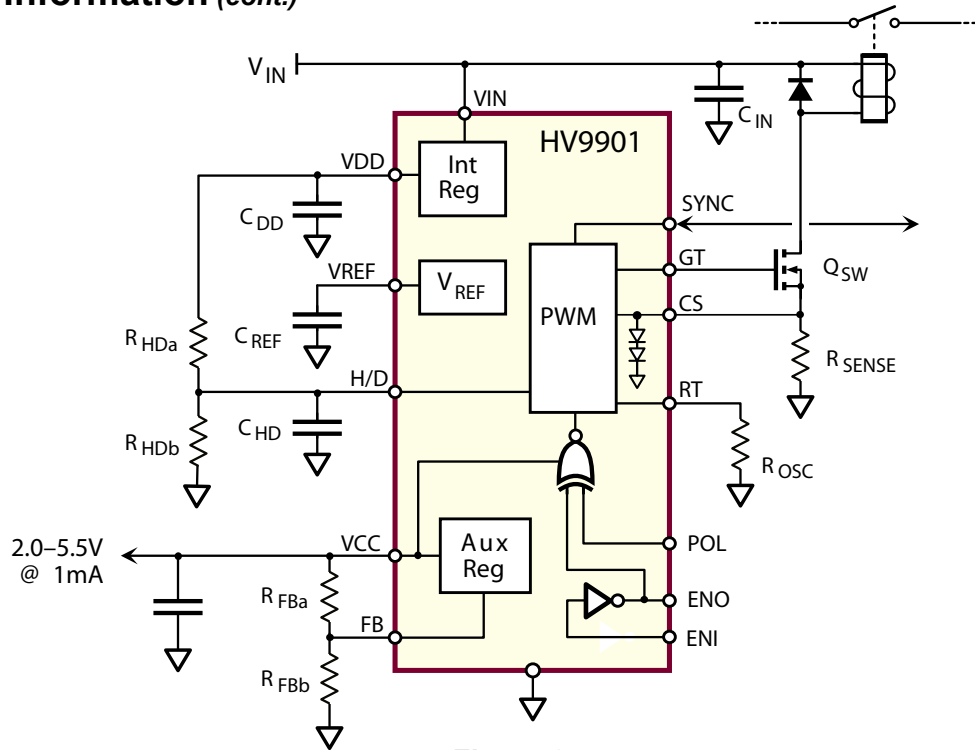 Information (cont.)
VIN
VIN
CIN
HV9901
VDD
Int
Reg
SYNC
CDD
GT
QSW
VREF
VREF
PWM
CS
RHDa
CREF
RSENSE
H/D
RT
RHDb
CHD
ROSC
2.0–5.5V
@ 1mA
VCC
Aux
Reg
POL
RFBa
ENO
FB
ENI
RFBb